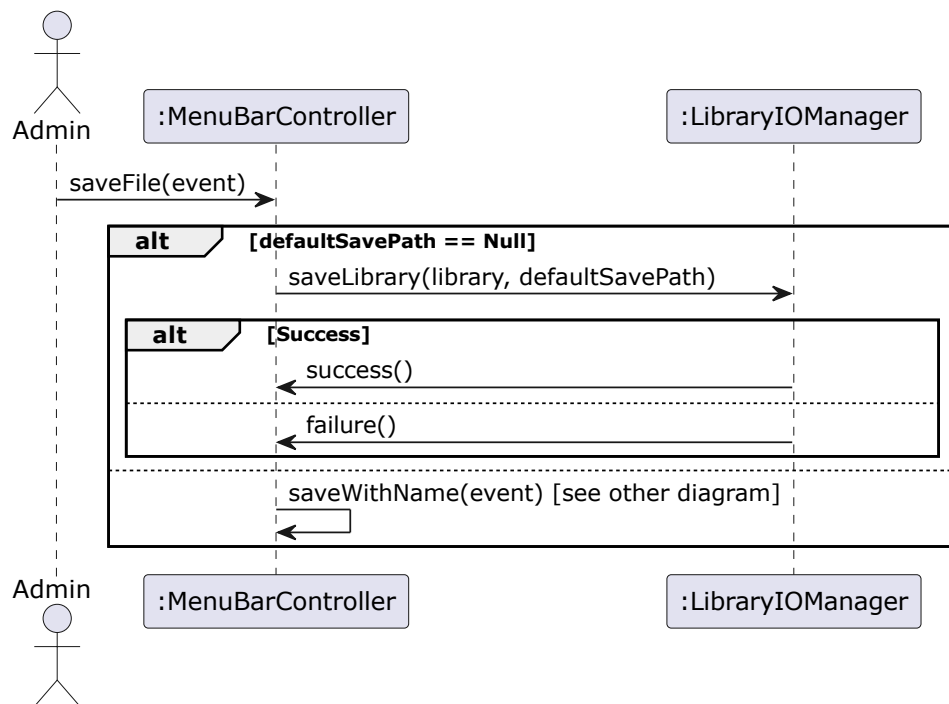 Admin
:MenuBarController
:LibraryIOManager
saveFile(event)
alt [defaultSavePath == Null]
saveLibrary(library, defaultSavePath)
alt [Success]
success()
failure()
saveWithName(event) [see other diagram]
Admin
:MenuBarController
:LibraryIOManager